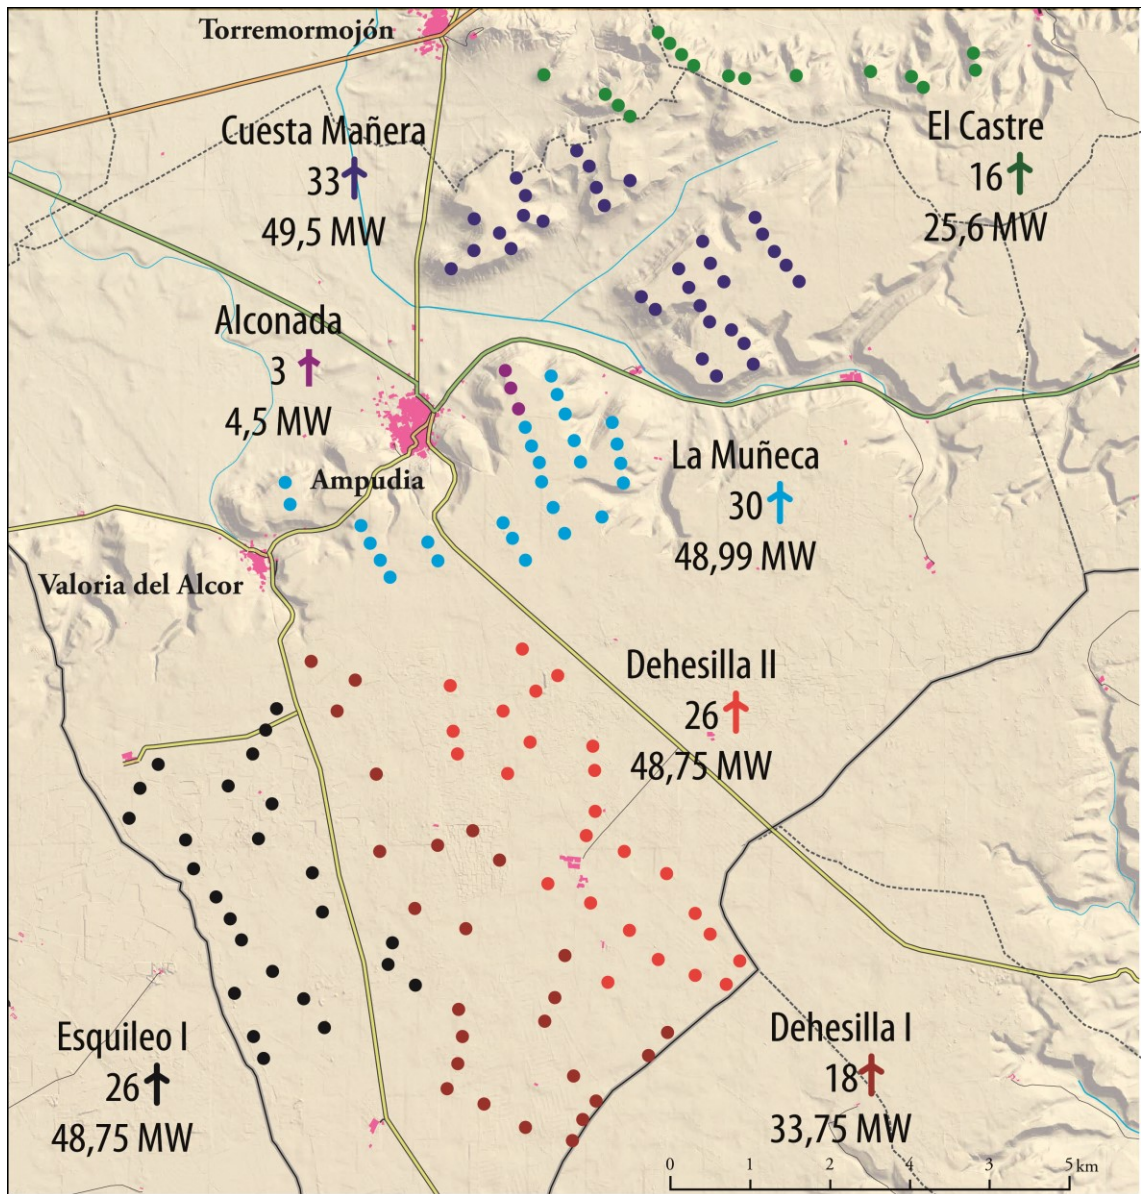 Torremormojón
Cuesta Mañera
33
49,5 MW
El Castre
16
25,6 MW
Alconada
3
4,5 MW
Ampudia
La Muñeca
30
48,99 MW
Valoria del Alcor
Dehesilla II
26
48,75 MW
Esquileo I
26
48,75 MW
Dehesilla I
18
33,75 MW
0 1 2 3 4 5 km